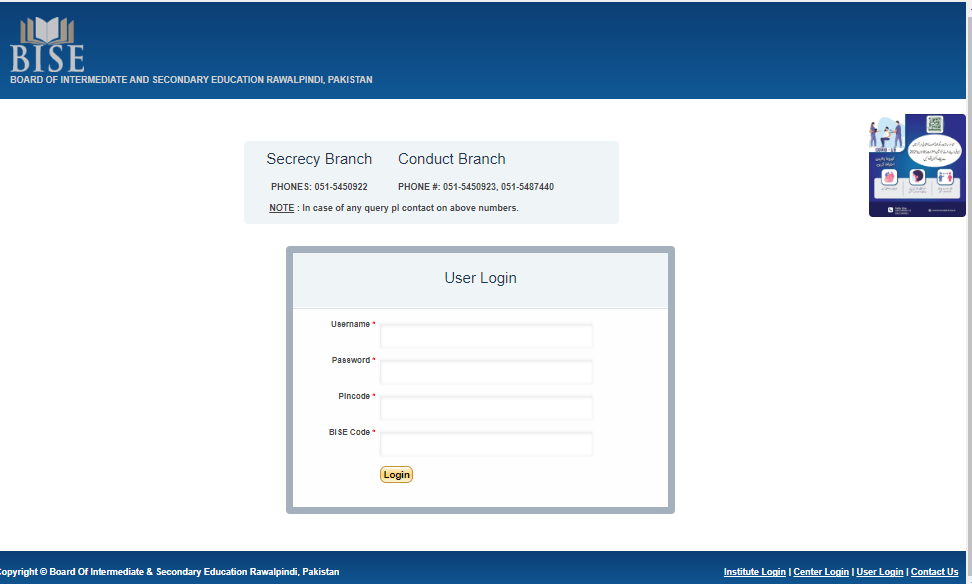 BISE
BOARD OF INTERMEDIATE AND SECONDARY EDUCATION RAWALPINDI, PAKISTAN
Secrecy Branch Conduct Branch
PHONES: 051-5450922 PHONE #: 051-5450923, 051-5487440
NOTE : In case of any query pl contact on above numbers.
User Login
Username *
Password *
Pincode *
BISE Code *
Login
opyright © Board Of Intermediate & Secondary Education Rawalpindi, Pakistan
Institute Login | Center Login | User Login | Contact Us